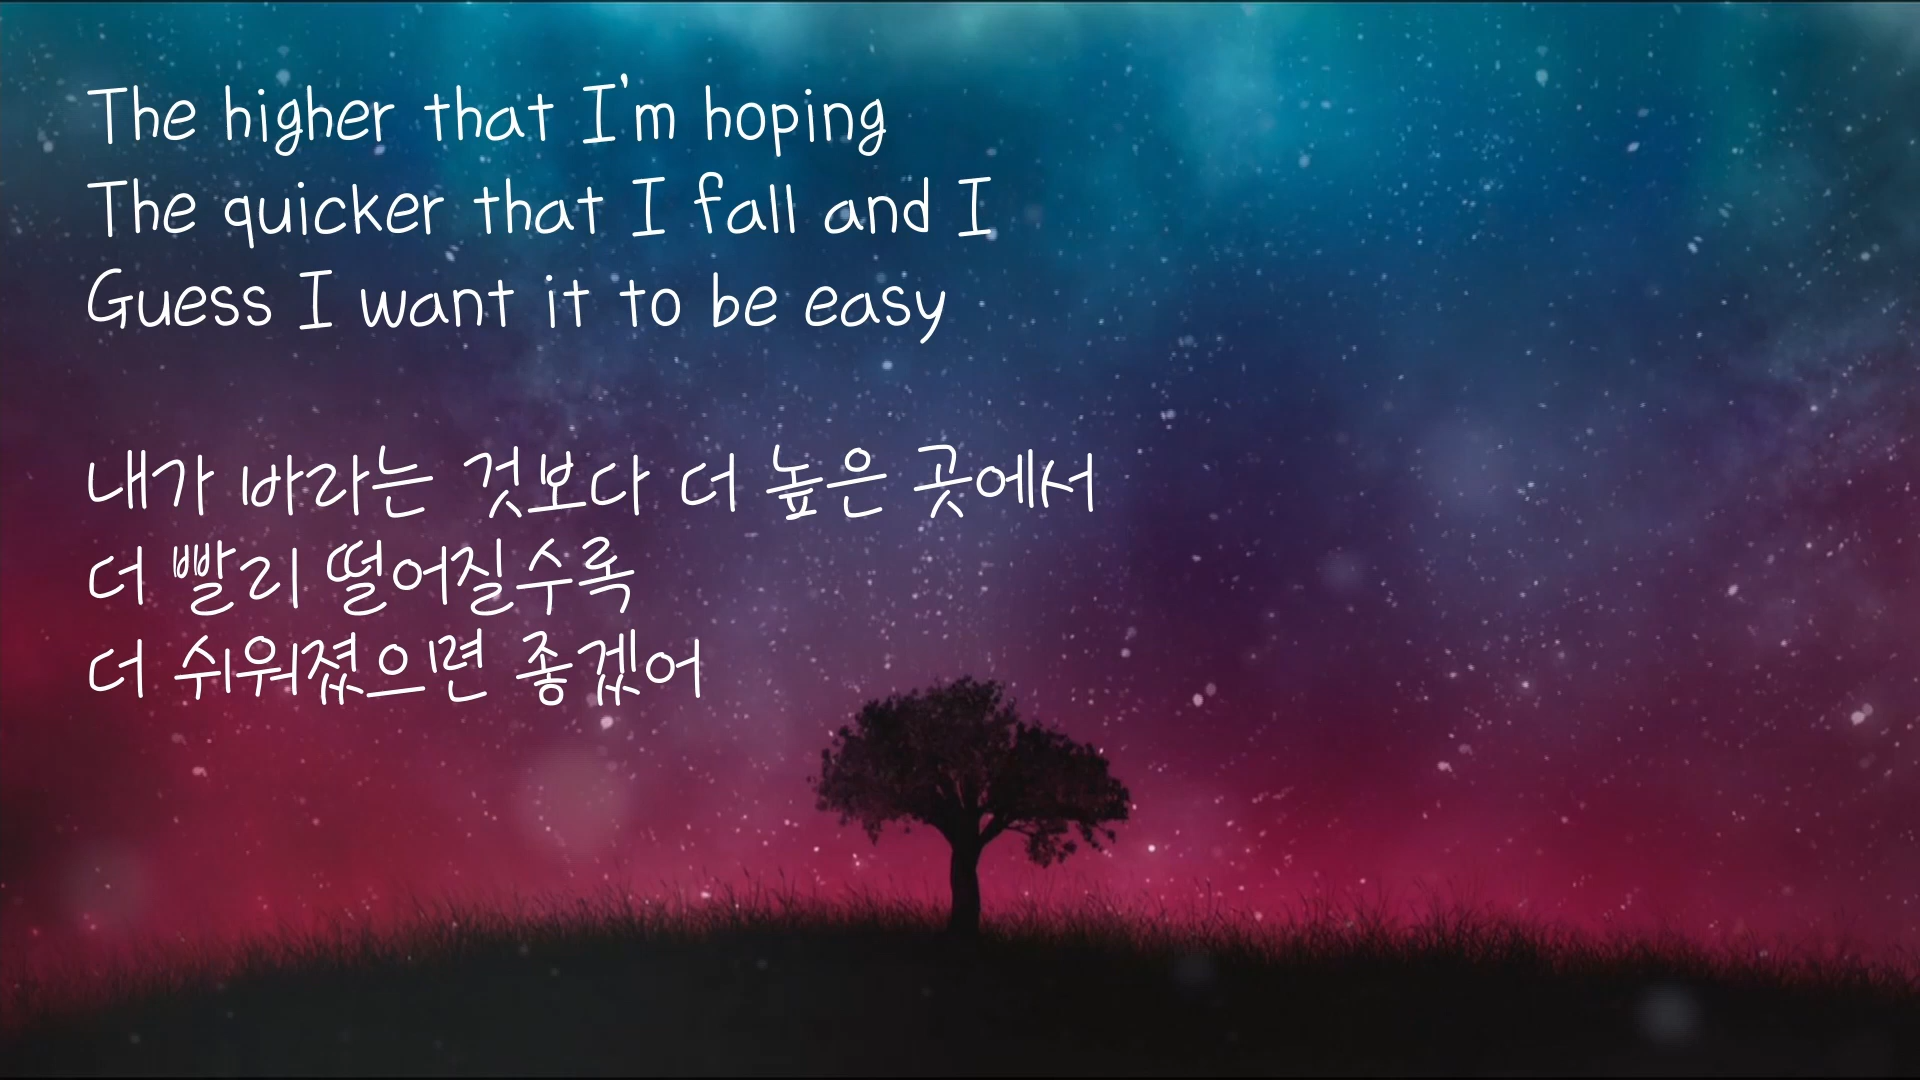 The higher that I'm hoping
The quicker that I fall and I
Guess I want it to be easy
내가 바라는 것보다 더 높은 곳에서
더 빨리 떨어질수록
더 쉬워졌으면 좋겠어